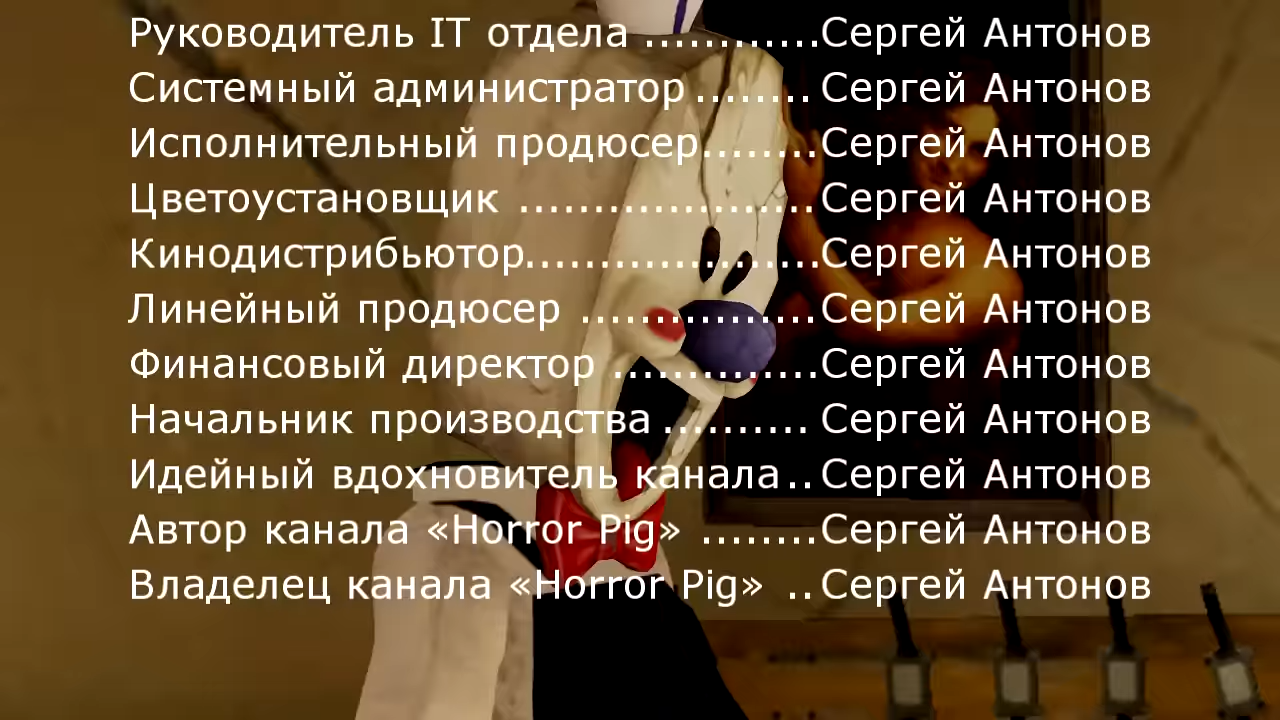 Руководитель IT отдела ............Сергей Антонов
Системный администратор........ Сергей Антонов
Исполнительный продюсер........Сергей Антонов
Цветоустановщик ....................Сергей Антонов
Кинодистрибьютор....................Сергей Антонов
Линейный продюсер ................Сергей Антонов
Финансовый директор ..............Сергей Антонов
Начальник производства .......... Сергей Антонов
Идейный вдохновитель канала.. Сергей Антонов
Автор канала «Horror Pig» ........Сергей Антонов
Владелец канала «Horror Pig» ..Сергей Антонов